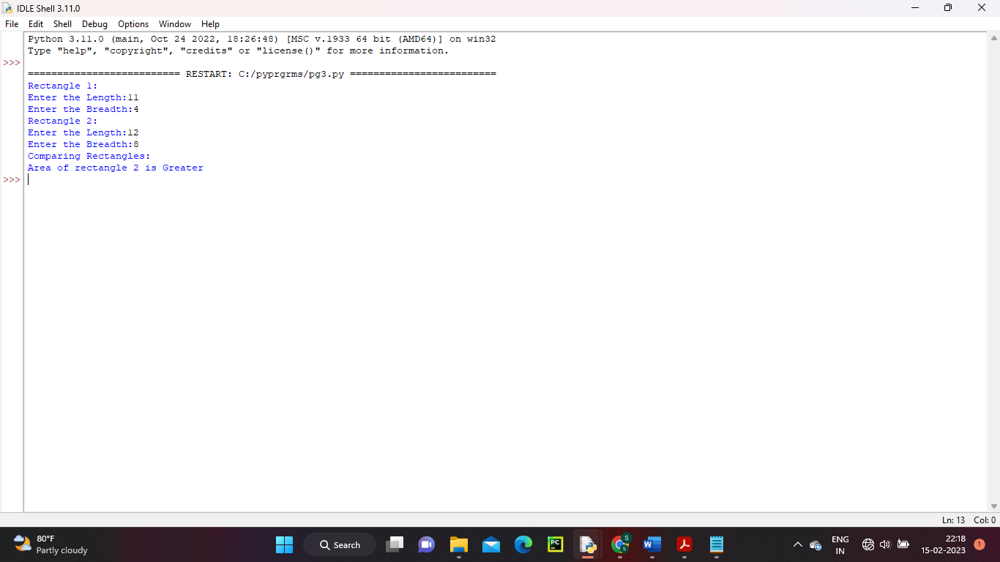 IDLE Shell 3.11.0
File Edit Shell Debug Options Window Help
Python 3.11.0 (main, Oct 24 2022, 18:26:48) [MSC v.1933 64 bit (AMD64)] on win32
Type "help", "copyright", "credits" or "license()" for more information.
>>>
========================== RESTART: C:/pyprgrms/pg3.py =========================
Rectangle 1:
Enter the Length:11
Enter the Breadth:4
Rectangle 2:
Enter the Length:12
Enter the Breadth:8
Comparing Rectangles:
Area of rectangle 2 is Greater
>>>
Ln: 13 Col: 0
80°F
Partly cloudy
Search
PC
S
W
ENG
IN
22:18
15-02-2023
1